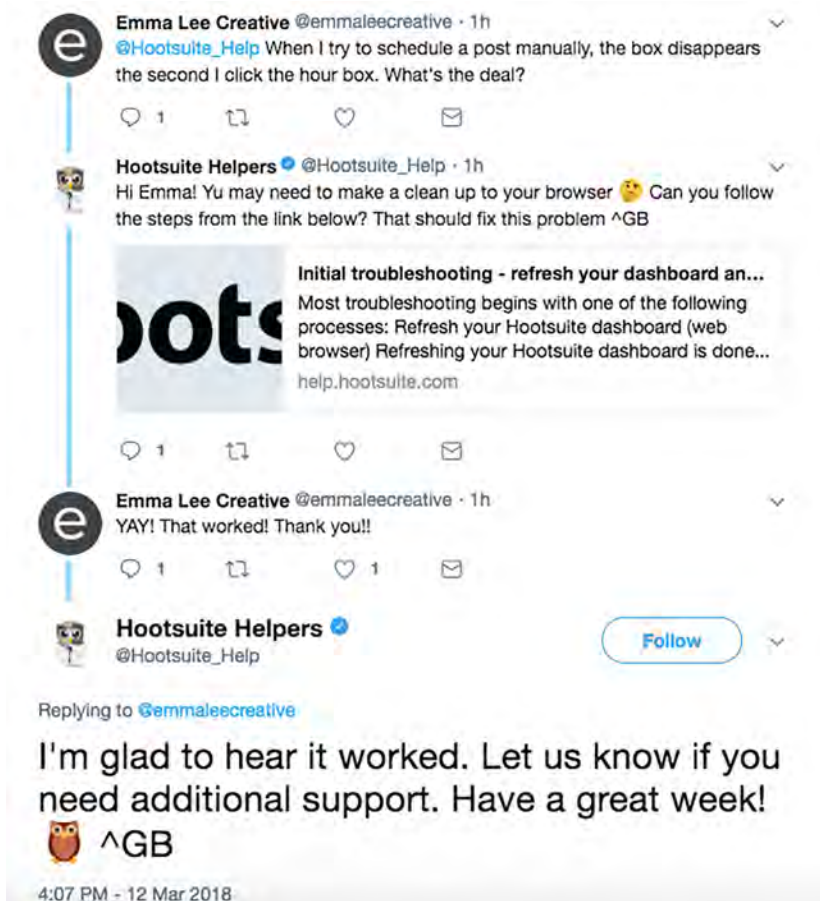 e
Emma Lee Creative @emmaleecreative · 1h
@Hootsuite_Help When I try to schedule a post manually, the box disappears
the second I click the hour box. What's the deal?
1
Hootsuite Helpers @Hootsuite_Help · 1h
Hi Emma! Yu may need to make a clean up to your browser 🤔 Can you follow
the steps from the link below? That should fix this problem ^GB
oots
Initial troubleshooting - refresh your dashboard an...
Most troubleshooting begins with one of the following
processes: Refresh your Hootsuite dashboard (web
browser) Refreshing your Hootsuite dashboard is done...
help.hootsuite.com
1
e
Emma Lee Creative @emmaleecreative · 1h
YAY! That worked! Thank you!!
1 1
Hootsuite Helpers
Follow
@Hootsuite_Help
Replying to @emmaleecreative
I'm glad to hear it worked. Let us know if you
need additional support. Have a great week!
🦉 ^GB
4:07 PM - 12 Mar 2018